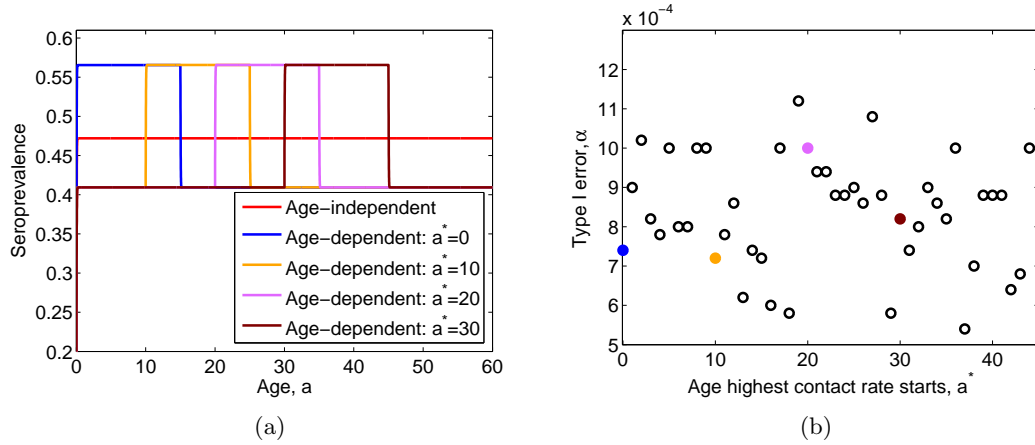 0.6
0.55
0.5
0.45
0.4
0.35
0.3
0.25
0.2
Seroprevalence
0 10 20 30 40 50 60
Age, a
Age−independent
Age−dependent: a*=0
Age−dependent: a*=10
Age−dependent: a*=20
Age−dependent: a*=30
(a)
x 10−4
12
11
10
9
8
7
6
5
Type I error, α
0 10 20 30 40
Age highest contact rate starts, a*
(b)